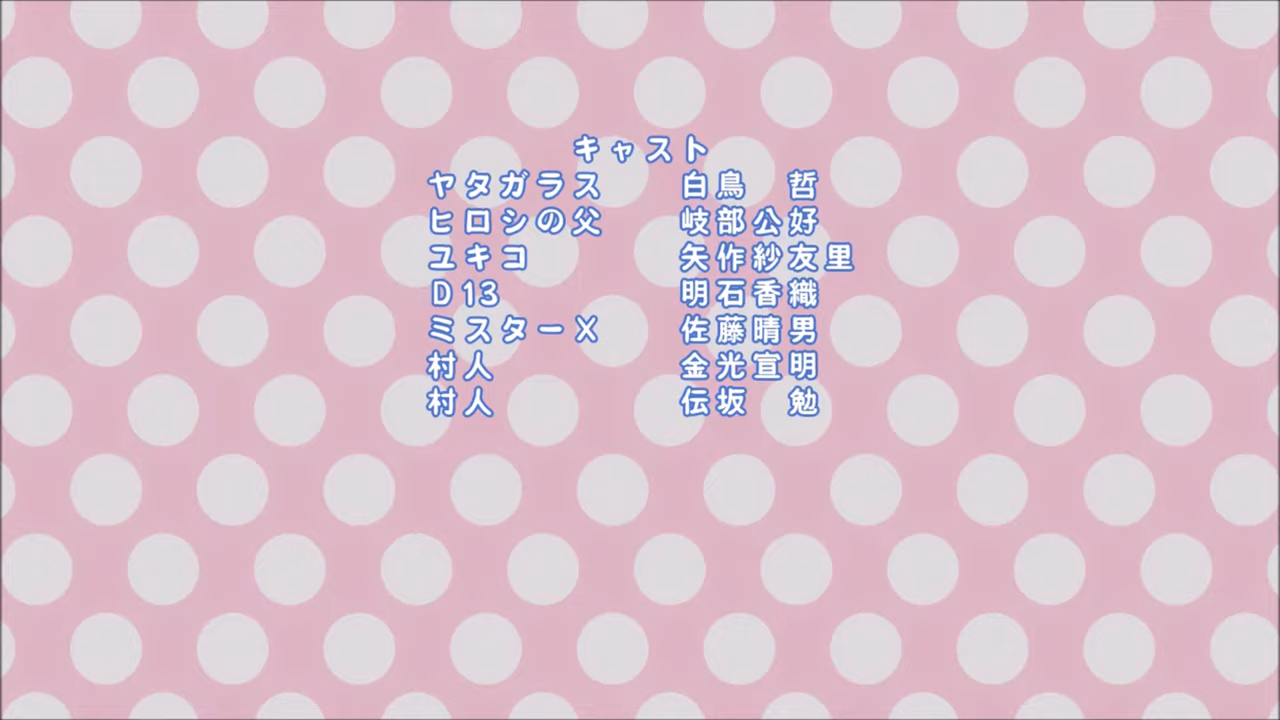 キャスト
ヤタガラス　白鳥　哲
ヒロシの父　岐部公好
ユキコ　矢作紗友里
D13　明石香織
ミスターX　佐藤晴男
村人　金光宣明
村人　伝坂　勉